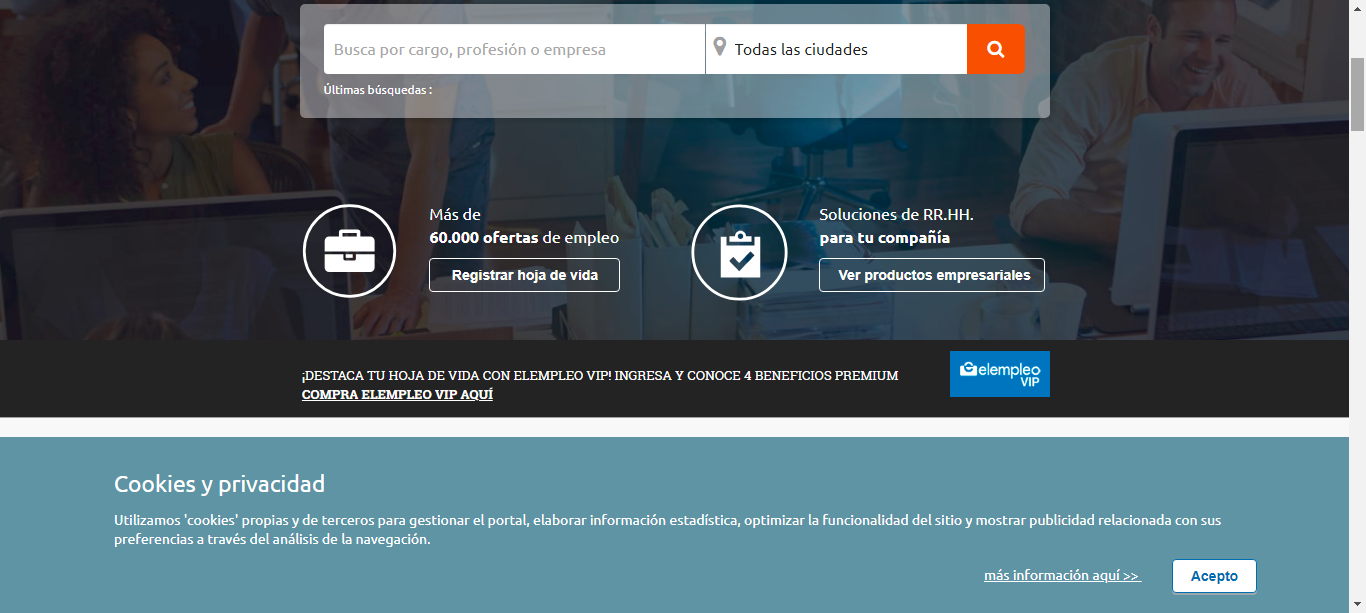 Busca por cargo, profesión o empresa
Todas las ciudades
Últimas búsquedas :
Más de
60.000 ofertas de empleo
Registrar hoja de vida
Soluciones de RR.HH.
para tu compañía
Ver productos empresariales
¡DESTACA TU HOJA DE VIDA CON ELEMPLEO VIP! INGRESA Y CONOCE 4 BENEFICIOS PREMIUM
COMPRA ELEMPLEO VIP AQUÍ
elempleo
VIP
Cookies y privacidad
Utilizamos 'cookies' propias y de terceros para gestionar el portal, elaborar información estadística, optimizar la funcionalidad del sitio y mostrar publicidad relacionada con sus
preferencias a través del análisis de la navegación.
más información aquí >>
Acepto